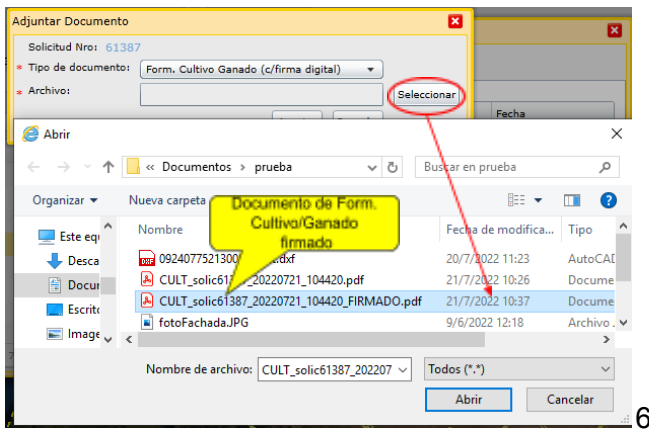 Adjuntar Documento
Solicitud Nro: 61387
* Tipo de documento: Form. Cultivo Ganado (c/firma digital)
* Archivo: Seleccionar
Fecha
Abrir
« Documentos > prueba Buscar en prueba
Organizar Nueva carpeta
Documento de Form.
Cultivo/Ganado
firmado
Este equ
Desca
Docum
Escrito
Image
Nombre Fecha de modifica... Tipo
.dxf 20/7/2022 11:23 AutoCAD
CULT_solic61387_20220721_104420.pdf 21/7/2022 10:26 Docume
CULT_solic61387_20220721_104420_FIRMADO.pdf 21/7/2022 10:37 Docume
fotoFachada.JPG 9/6/2022 12:18 Archivo
Nombre de archivo: CULT_solic61387_202207 Todos (*.*)
Abrir Cancelar
6